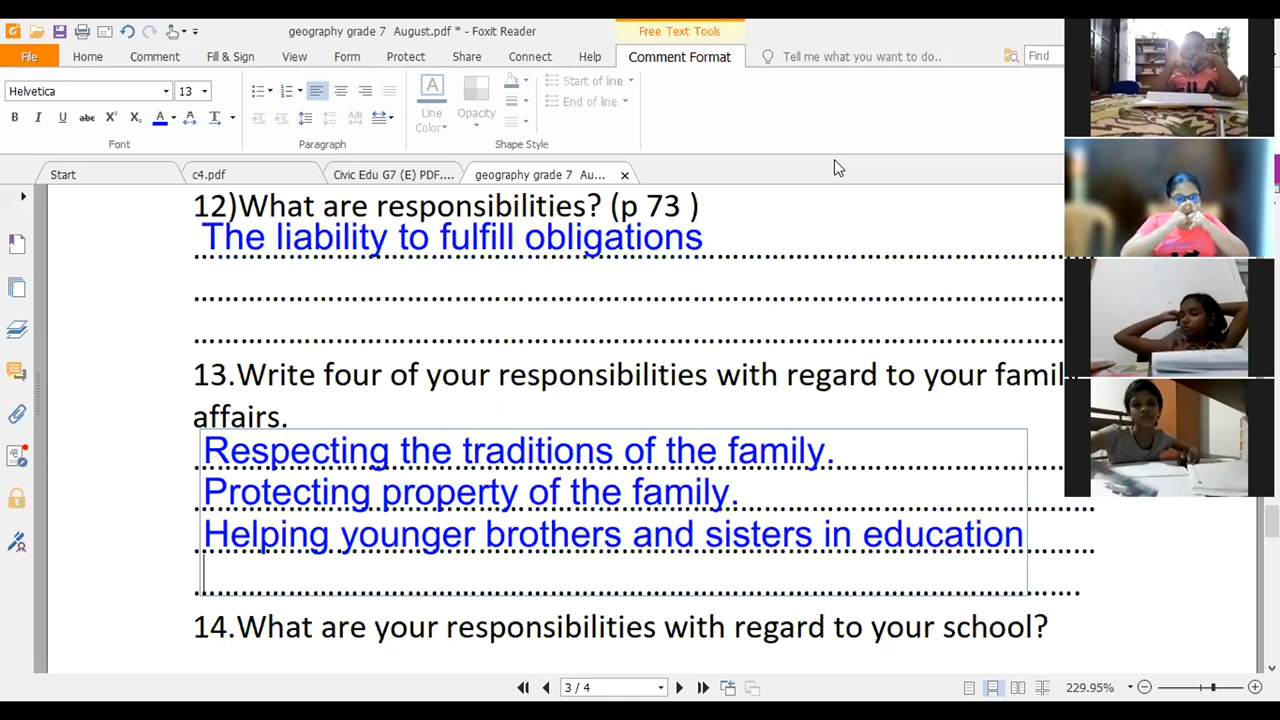 geography grade 7 August.pdf * - Foxit Reader
Free Text Tools
File Home Comment Fill & Sign View Form Protect Share Connect Help Comment Format Tell me what you want to do.. Find
Helvetica 13
Line Color Opacity Start of line End of line
Font Paragraph Shape Style
Start c4.pdf Civic Edu G7 (E) PDF.... geography grade 7 Au...
12)What are responsibilities? (p 73 )
The liability to fulfill obligations
13.Write four of your responsibilities with regard to your famil
affairs.
Respecting the traditions of the family.
Protecting property of the family.
Helping younger brothers and sisters in education
14.What are your responsibilities with regard to your school?
3 / 4 229.95%